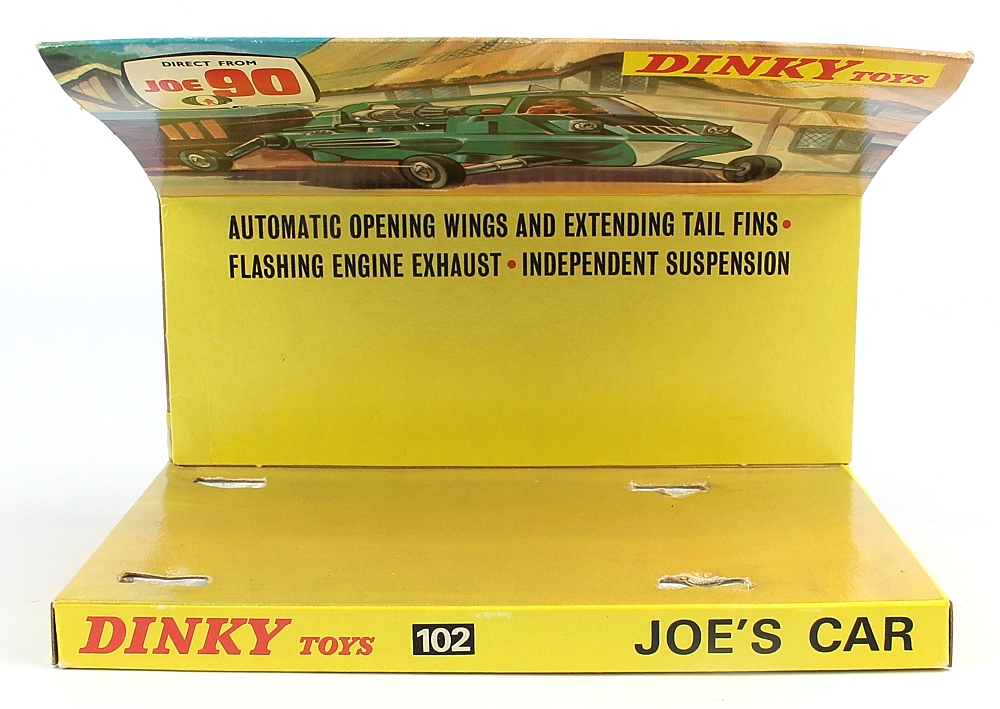 DIRECT FROM
JOE 90
DINKY TOYS
AUTOMATIC OPENING WINGS AND EXTENDING TAIL FINS •
FLASHING ENGINE EXHAUST • INDEPENDENT SUSPENSION
DINKY TOYS 102 JOE'S CAR